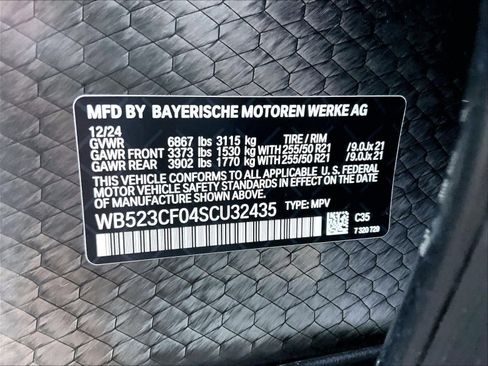 MFD BY BAYERISCHE MOTOREN WERKE AG
12/24
GVWR 6867 lbs 3115 kg TIRE / RIM
GAWR FRONT 3373 lbs 1530 kg WITH 255/50 R21 /9.0Jx21
GAWR REAR 3902 lbs 1770 kg WITH 255/50 R21 /9.0Jx21
THIS VEHICLE CONFORMS TO ALL APPLICABLE U. S. FEDERAL
MOTOR VEHICLE SAFETY STANDARDS IN EFFECT ON THE DATE
OF MANUFACTURE SHOWN ABOVE.
WB523CF04SCU32435 TYPE: MPV
C35
7 320 720